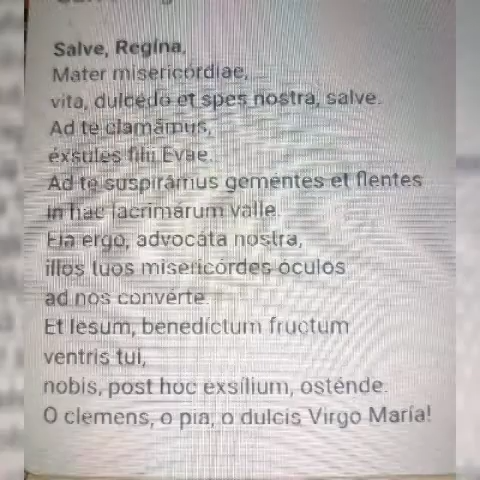 Salve, Regína,
Mater misericórdiae,
vita, dulcédo et spes nostra, salve.
Ad te clamámus,
éxsules fílii Evae.
Ad te suspirámus geméntes et flentes
in hac lacrimárum valle.
Eia ergo, advocáta nostra,
illos tuos misericórdes óculos
ad nos convérte.
Et Iesum, benedíctum fructum
ventris tui,
nobis, post hoc exsílium, osténde.
O clemens, o pia, o dulcis Virgo María!